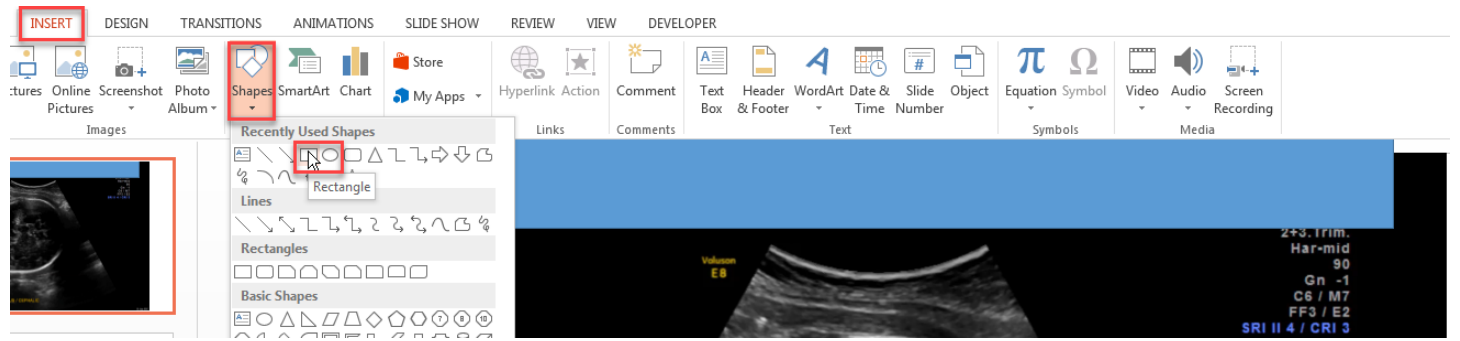 INSERT DESIGN TRANSITIONS ANIMATIONS SLIDE SHOW REVIEW VIEW DEVELOPER
Online Screenshot Photo Shapes SmartArt Chart Store Hyperlink Action Comment Text Header WordArt Date & Slide Object Equation Symbol Video Audio Screen
Pictures Album My Apps Box & Footer Time Number Recording
Images Links Comments Text Symbols Media
Recently Used Shapes
Rectangle
Lines
Rectangles
Basic Shapes
Voluson
E8
2+3.Trim.
Har-mid
90
Gn -1
C6 / M7
FF3 / E2
SRI II 4 / CRI 3